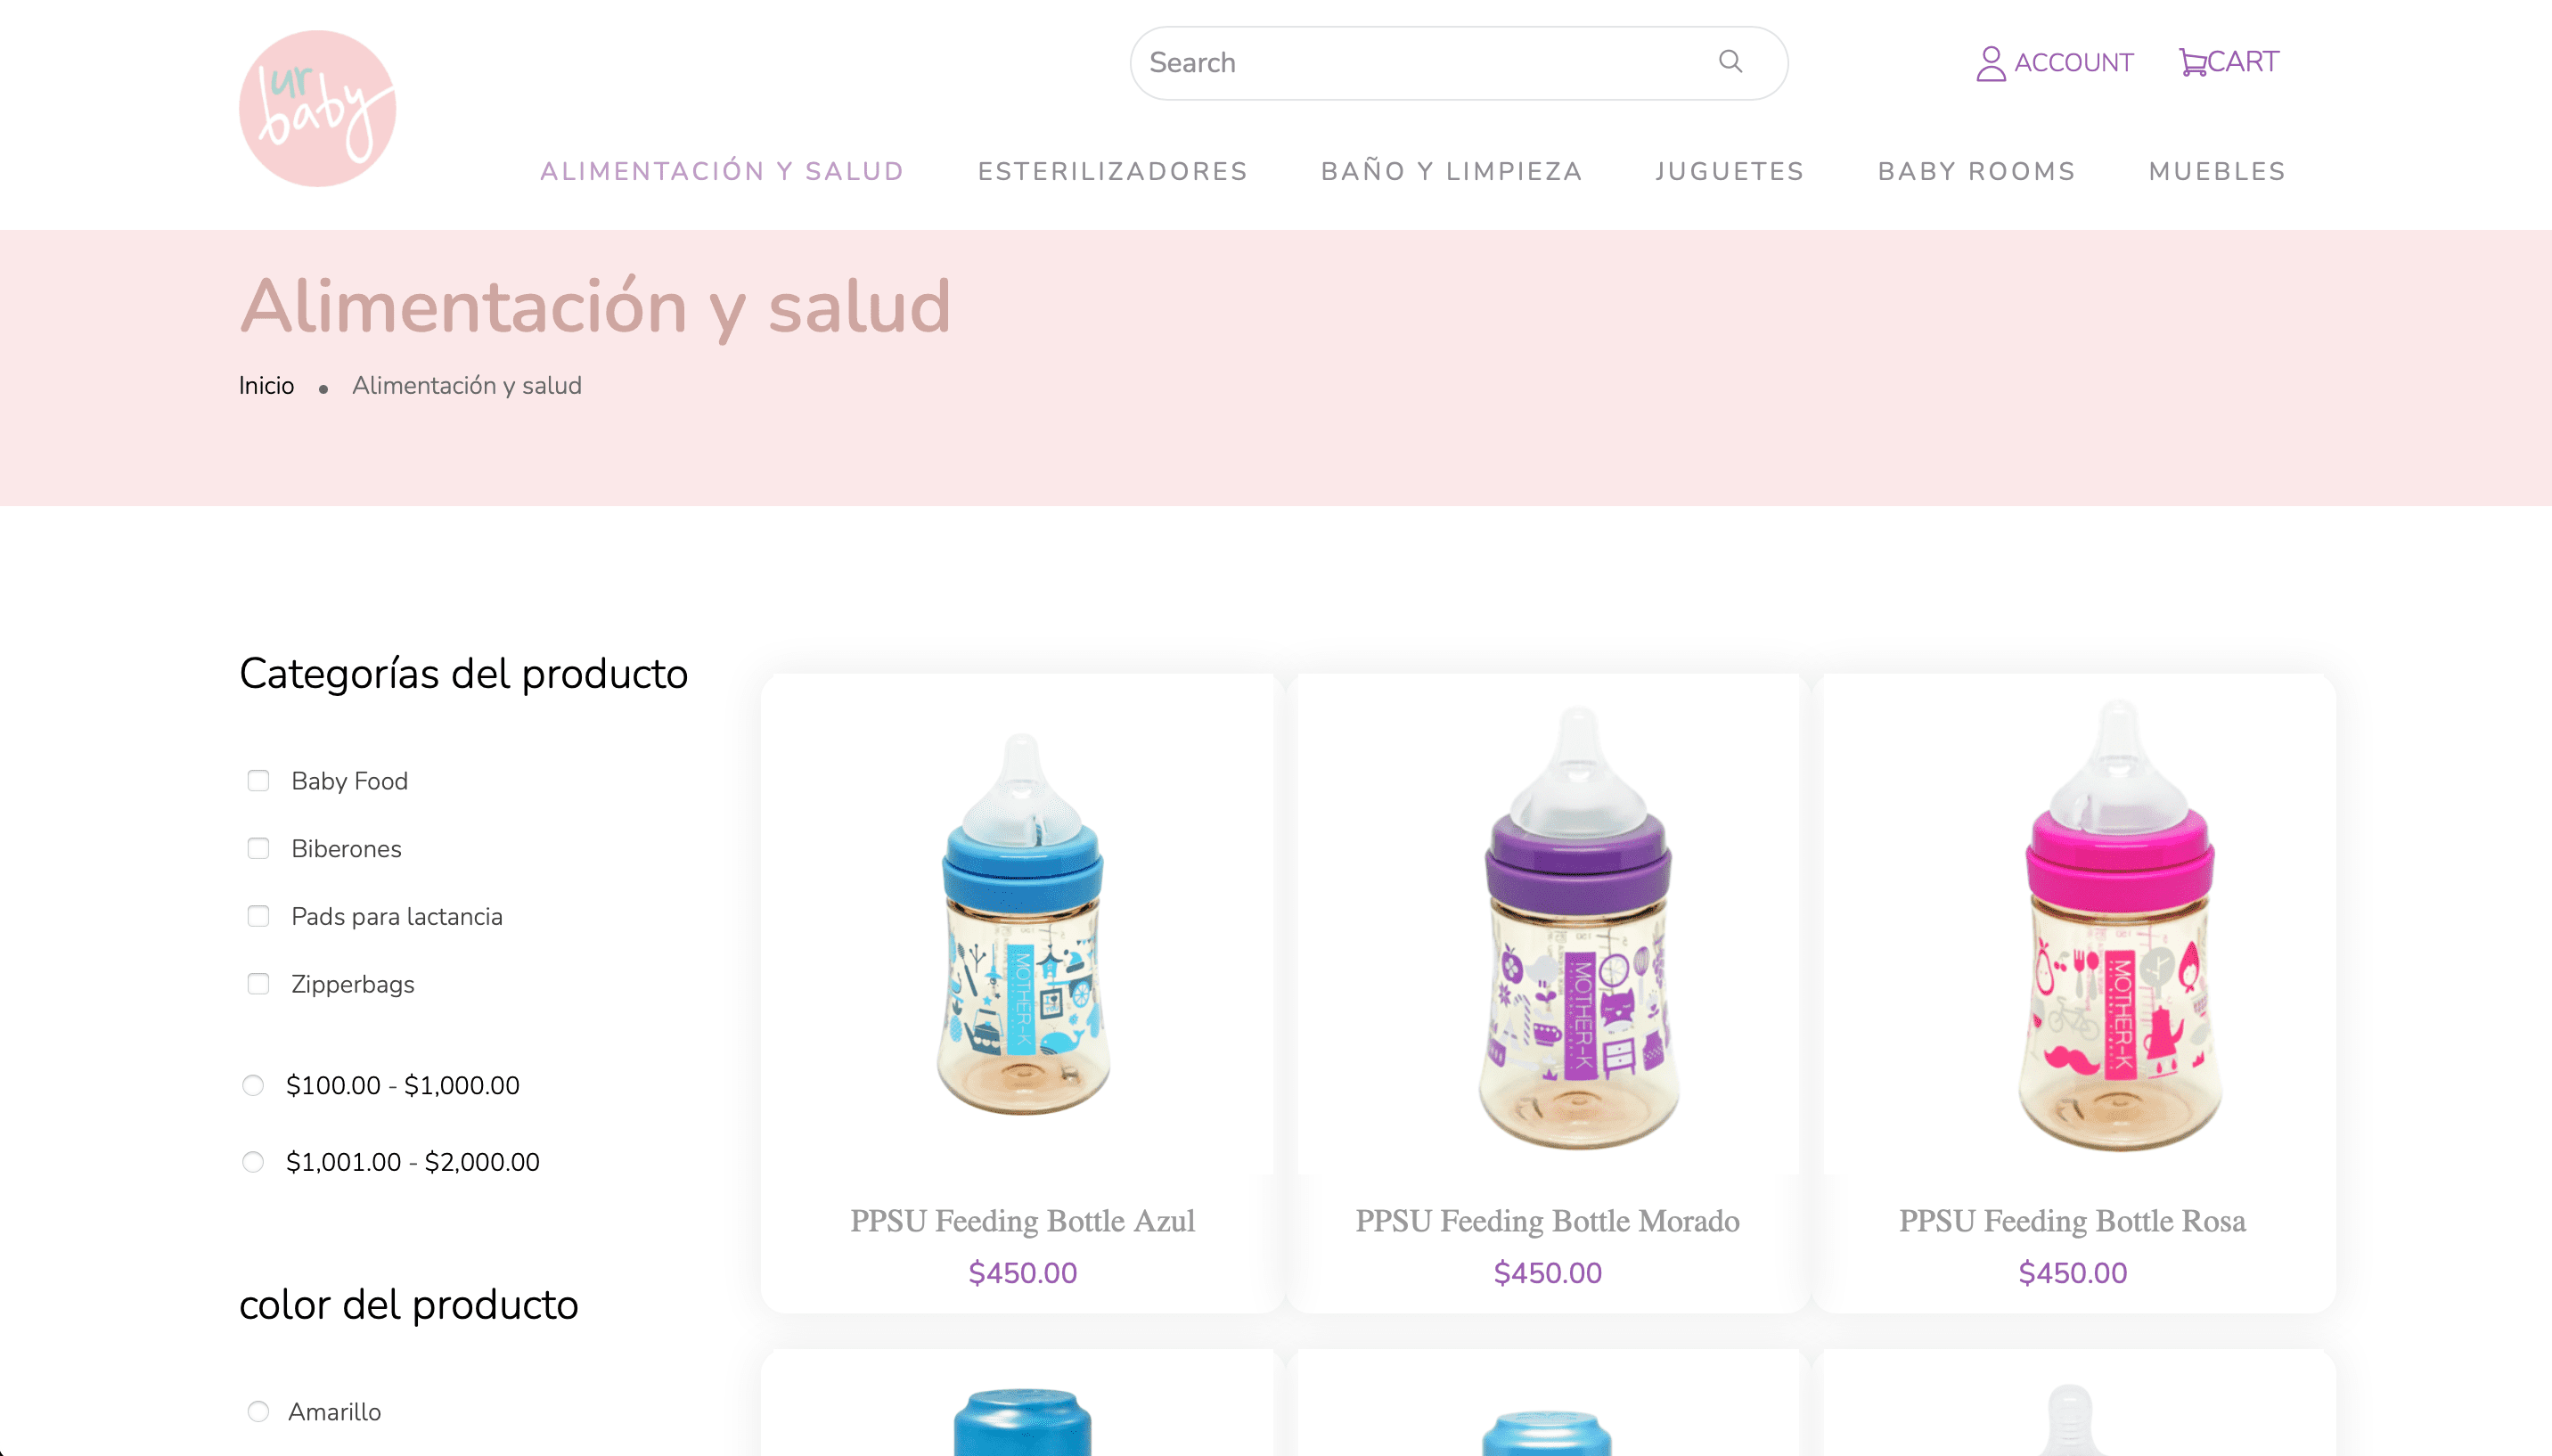 ur
baby
Search
ACCOUNT
CART
ALIMENTACIÓN Y SALUD
ESTERILIZADORES
BAÑO Y LIMPIEZA
JUGUETES
BABY ROOMS
MUEBLES
Alimentación y salud
Inicio • Alimentación y salud
Categorías del producto
Baby Food
Biberones
Pads para lactancia
Zipperbags
$100.00 - $1,000.00
$1,001.00 - $2,000.00
color del producto
Amarillo
MOTHER-K
MOTHER-K
MOTHER-K
PPSU Feeding Bottle Azul
$450.00
PPSU Feeding Bottle Morado
$450.00
PPSU Feeding Bottle Rosa
$450.00